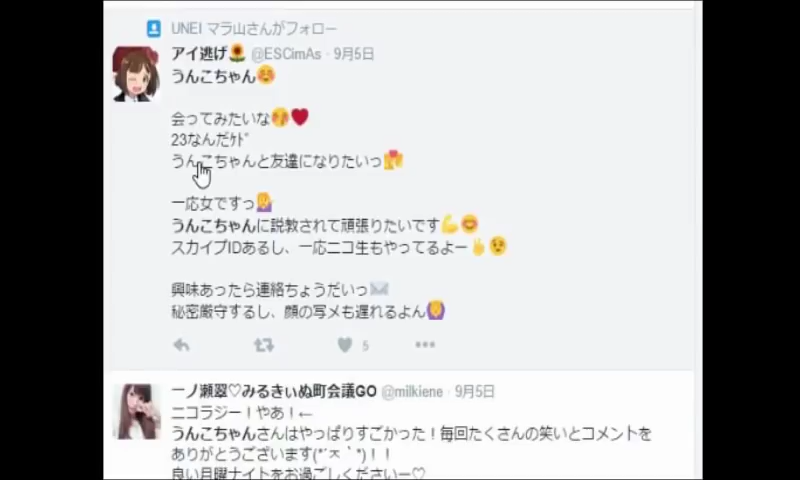 UNEI マラ山さんがフォロー
アイ逃げ🌻 @ESCimAs · 9月5日
うんこちゃん☺️
会ってみたいな😚❤
23なんだｹﾄﾞ
うんこちゃんと友達になりたいっ💏
一応女ですっ💁
うんこちゃんに説教されて頑張りたいです💪😆
スカイプIDあるし、一応ニコ生もやってるよー✌😗
興味あったら連絡ちょうだいっ✉
秘密厳守するし、顔の写メも遅れるよん🙆
5
一ノ瀬翠♡みるきぃぬ町会議GO @milkiene · 9月5日
ニコラジー！やあ！←
うんこちゃんさんはやっぱりすごかった！毎回たくさんの笑いとコメントを
ありがとうございます(*´ㅈ｀*)！！
良い月曜ナイトをお過ごしくださいー♡